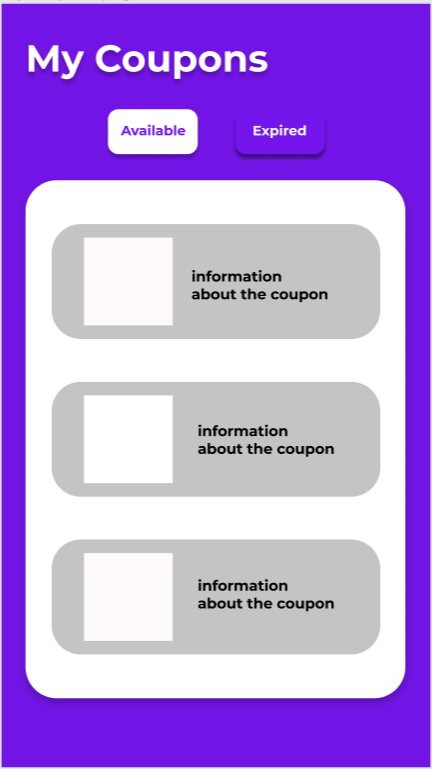 My Coupons
Available
Expired
information
about the coupon
information
about the coupon
information
about the coupon